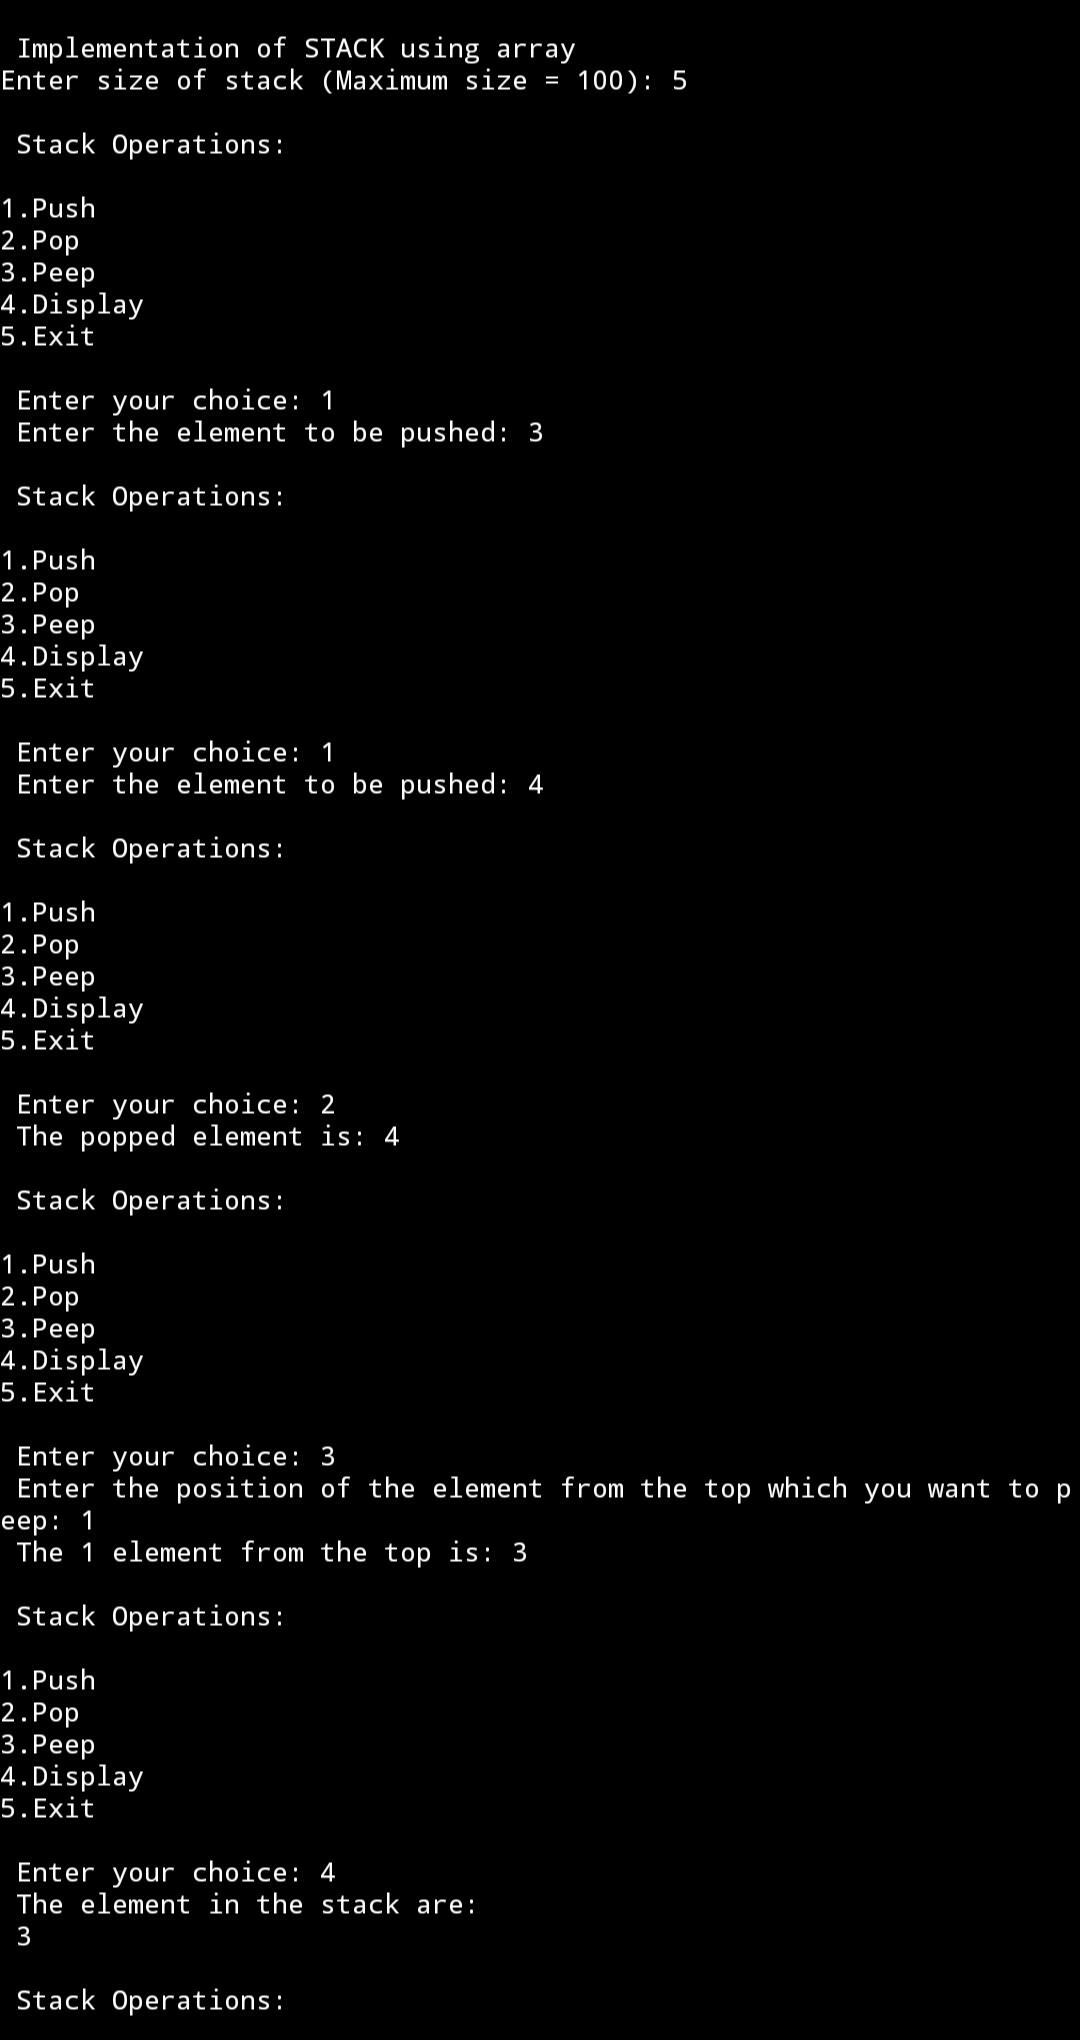 Implementation of STACK using array
Enter size of stack (Maximum size = 100): 5
Stack Operations:
1.Push
2.Pop
3.Peep
4.Display
5.Exit
Enter your choice: 1
Enter the element to be pushed: 3
Stack Operations:
1.Push
2.Pop
3.Peep
4.Display
5.Exit
Enter your choice: 1
Enter the element to be pushed: 4
Stack Operations:
1.Push
2.Pop
3.Peep
4.Display
5.Exit
Enter your choice: 2
The popped element is: 4
Stack Operations:
1.Push
2.Pop
3.Peep
4.Display
5.Exit
Enter your choice: 3
Enter the position of the element from the top which you want to p
eep: 1
The 1 element from the top is: 3
Stack Operations:
1.Push
2.Pop
3.Peep
4.Display
5.Exit
Enter your choice: 4
The element in the stack are:
3
Stack Operations: